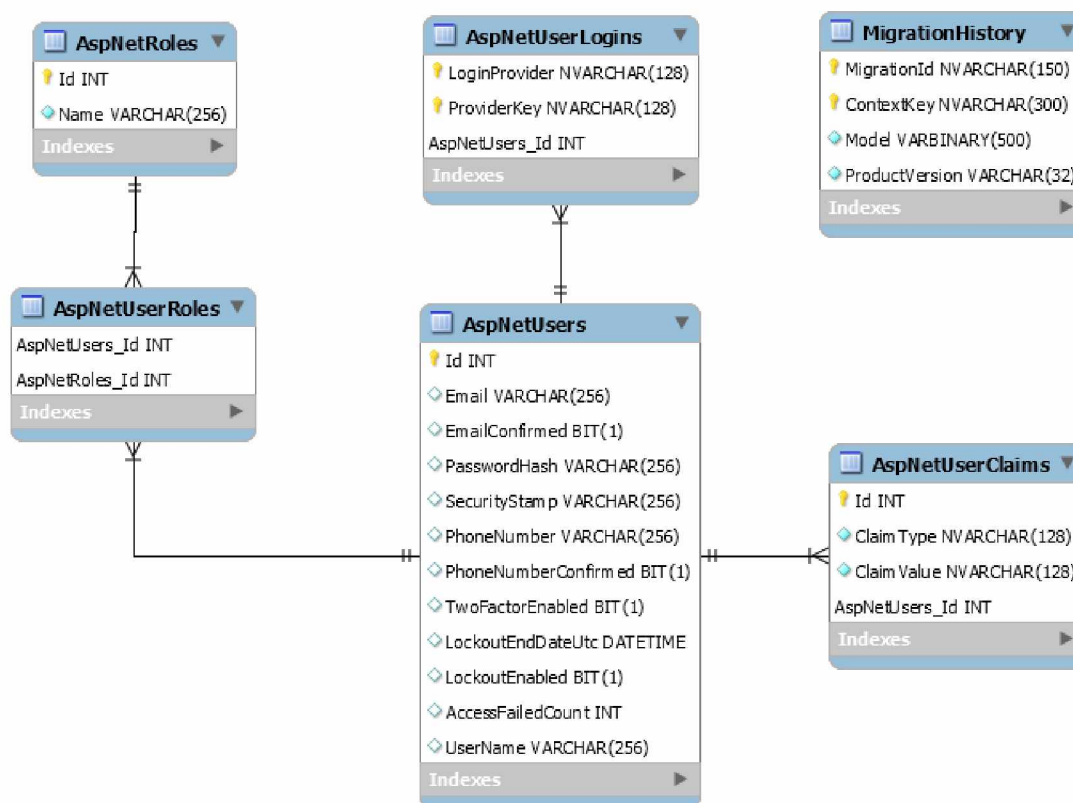 AspNetRoles
Id INT
Name VARCHAR(256)
Indexes
AspNetUserLogins
LoginProvider NVARCHAR(128)
ProviderKey NVARCHAR(128)
AspNetUsers_Id INT
Indexes
MigrationHistory
MigrationId NVARCHAR(150)
ContextKey NVARCHAR(300)
Model VARBINARY(500)
ProductVersion VARCHAR(32)
Indexes
AspNetUserRoles
AspNetUsers_Id INT
AspNetRoles_Id INT
Indexes
AspNetUsers
Id INT
Email VARCHAR(256)
EmailConfirmed BIT(1)
PasswordHash VARCHAR(256)
SecurityStamp VARCHAR(256)
PhoneNumber VARCHAR(256)
PhoneNumberConfirmed BIT(1)
TwoFactorEnabled BIT(1)
LockoutEndDateUtc DATETIME
LockoutEnabled BIT(1)
AccessFailedCount INT
UserName VARCHAR(256)
Indexes
AspNetUserClaims
Id INT
ClaimType NVARCHAR(128)
ClaimValue NVARCHAR(128)
AspNetUsers_Id INT
Indexes